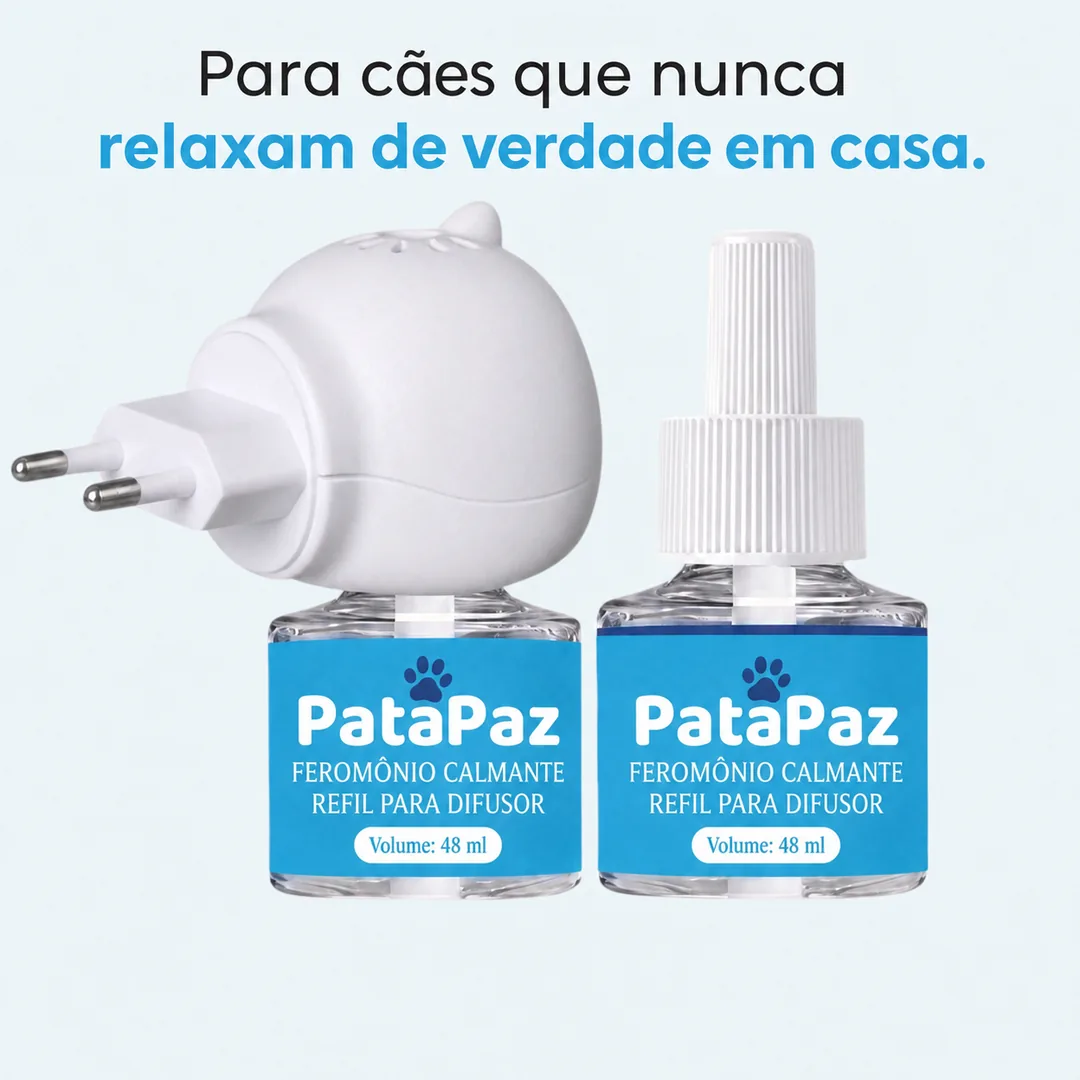 Para cães que nunca
relaxam de verdade em casa.
PataPaz
FEROMÔNIO CALMANTE
REFIL PARA DIFUSOR
Volume: 48 ml
PataPaz
FEROMÔNIO CALMANTE
REFIL PARA DIFUSOR
Volume: 48 ml